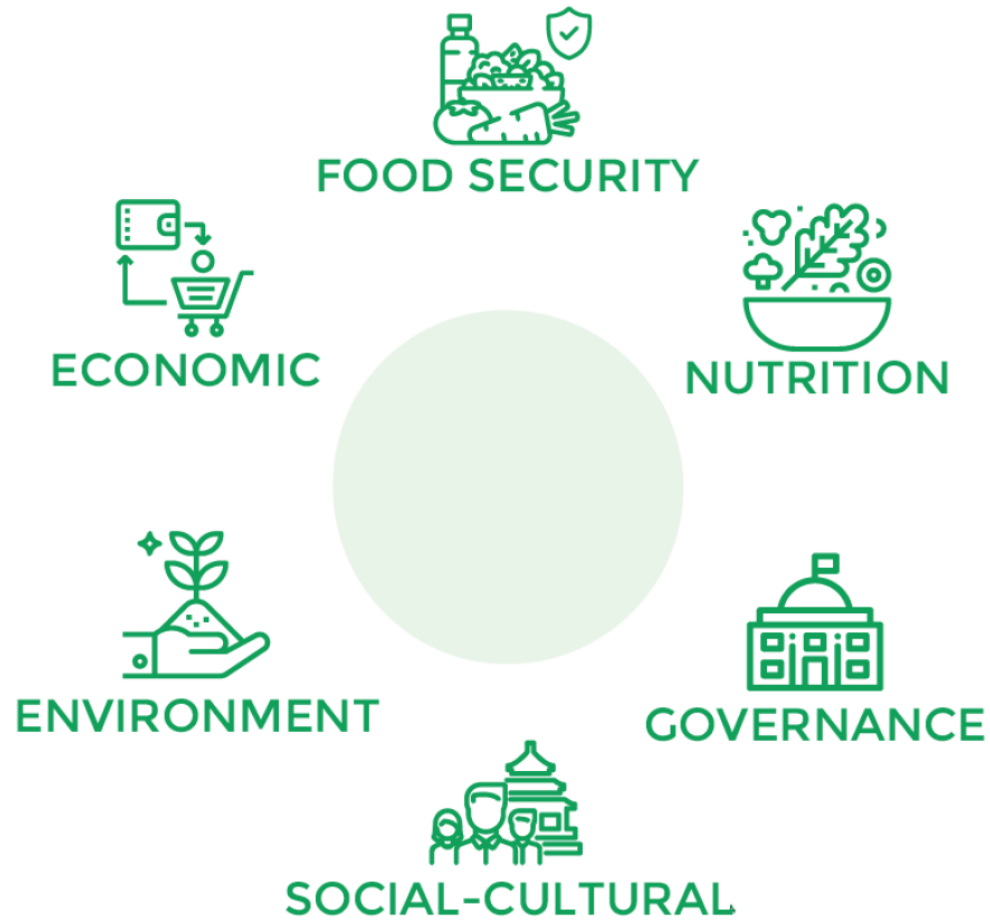 FOOD SECURITY
ECONOMIC
NUTRITION
ENVIRONMENT
GOVERNANCE
SOCIAL-CULTURAL